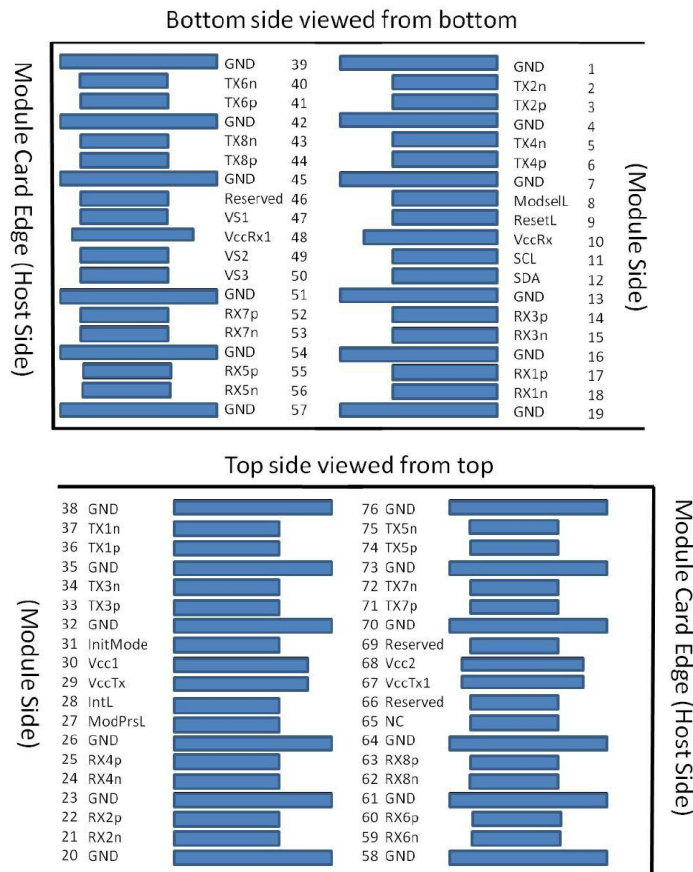 Bottom side viewed from bottom
Module Card Edge (Host Side)
GND 39 GND 1
TX6n 40 TX2n 2
TX6p 41 TX2p 3
GND 42 GND 4
TX8n 43 TX4n 5
TX8p 44 TX4p 6
GND 45 GND 7
Reserved 46 ModselL 8
VS1 47 ResetL 9
VccRx1 48 VccRx 10
VS2 49 SCL 11
VS3 50 SDA 12
GND 51 GND 13
RX7p 52 RX3p 14
RX7n 53 RX3n 15
GND 54 GND 16
RX5p 55 RX1p 17
RX5n 56 RX1n 18
GND 57 GND 19
(Module Side)
Top side viewed from top
(Module Side)
38 GND 76 GND
37 TX1n 75 TX5n
36 TX1p 74 TX5p
35 GND 73 GND
34 TX3n 72 TX7n
33 TX3p 71 TX7p
32 GND 70 GND
31 InitMode 69 Reserved
30 Vcc1 68 Vcc2
29 VccTx 67 VccTx1
28 IntL 66 Reserved
27 ModPrsL 65 NC
26 GND 64 GND
25 RX4p 63 RX8p
24 RX4n 62 RX8n
23 GND 61 GND
22 RX2p 60 RX6p
21 RX2n 59 RX6n
20 GND 58 GND
Module Card Edge (Host Side)